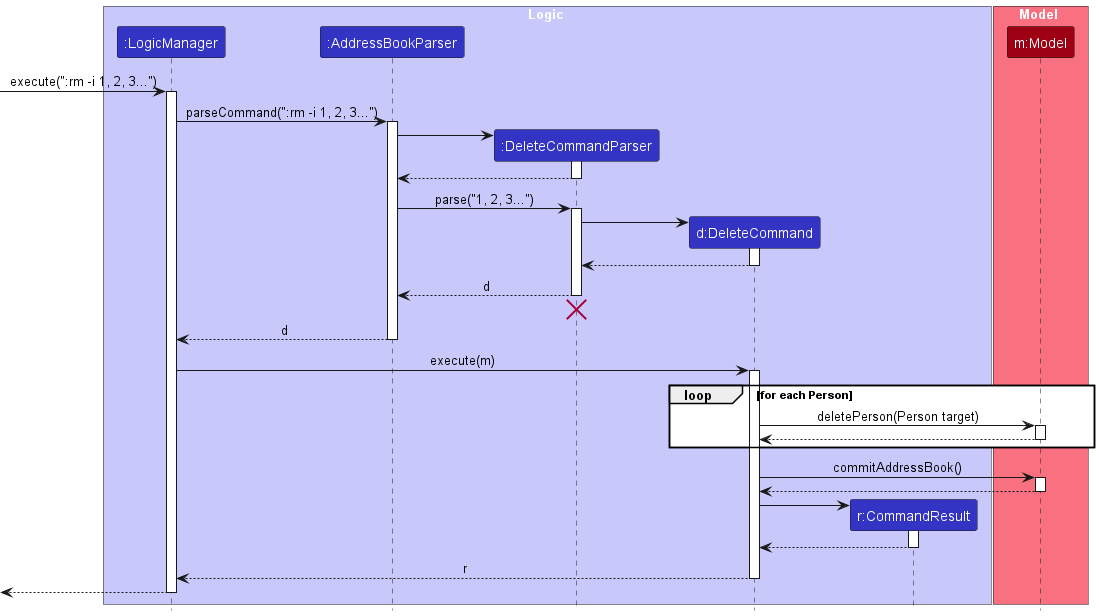 Logic
Model
:LogicManager
:AddressBookParser
m:Model
execute(":rm -i 1, 2, 3...")
parseCommand(":rm -i 1, 2, 3...")
:DeleteCommandParser
parse("1, 2, 3...")
d:DeleteCommand
d
d
execute(m)
loop
[for each Person]
deletePerson(Person target)
commitAddressBook()
r:CommandResult
r